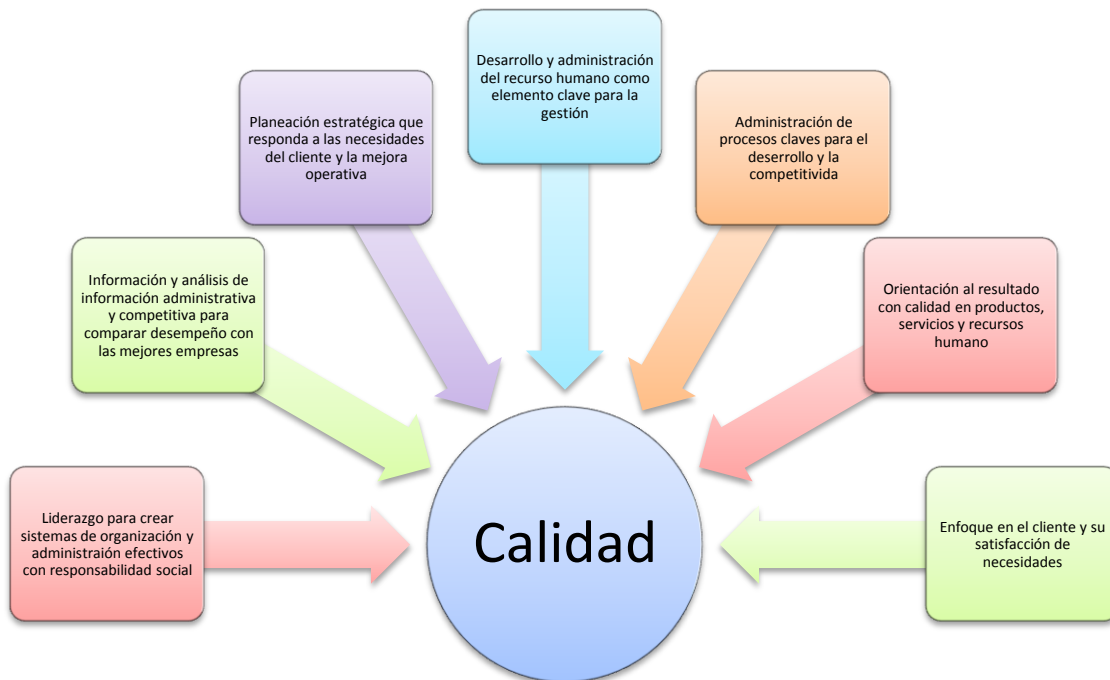 Desarrollo y administración
del recurso humano como
elemento clave para la
gestión
Planeación estratégica que
responda a las necesidades
del cliente y la mejora
operativa
Administración de
procesos claves para el
deserrollo y la
competitivida
Información y análisis de
información administrativa
y competitiva para
comparar desempeño con
las mejores empresas
Orientación al resultado
con calidad en productos,
servicios y recursos
humano
Liderazgo para crear
sistemas de organización y
administraión efectivos
con responsabilidad social
Calidad
Enfoque en el cliente y su
satisfacción de
necesidades